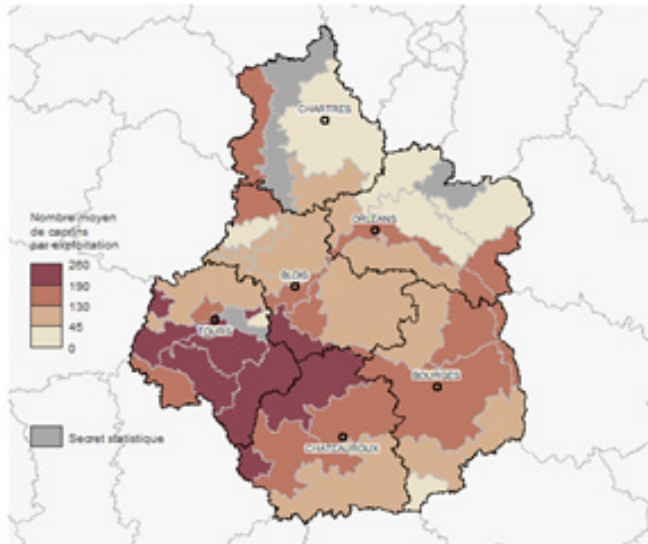 CHARTRES
ORLEANS
Nombre moyen
de caprins
par exploitation
260
190
130
45
0
BLOIS
TOURS
BOURGES
Secret statistique
CHATEAUROUX